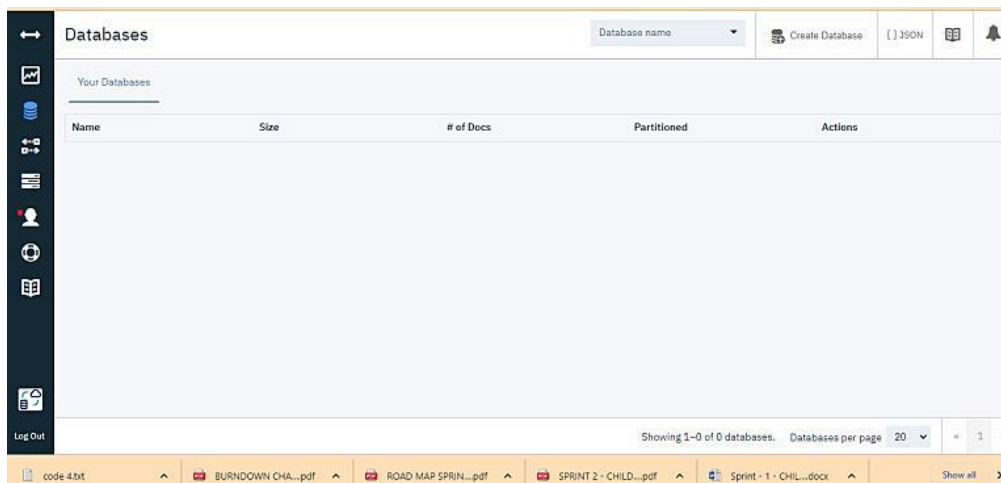 Databases
Database name
Create Database
{ } JSON
Your Databases
Name Size # of Docs Partitioned Actions
Showing 1–0 of 0 databases. Databases per page 20 « 1
Log Out
code 4.txt BURNDOWN CHA...pdf ROAD MAP SPRIN...pdf SPRINT 2 - CHILD....pdf Sprint - 1 - CHIL....docx Show all